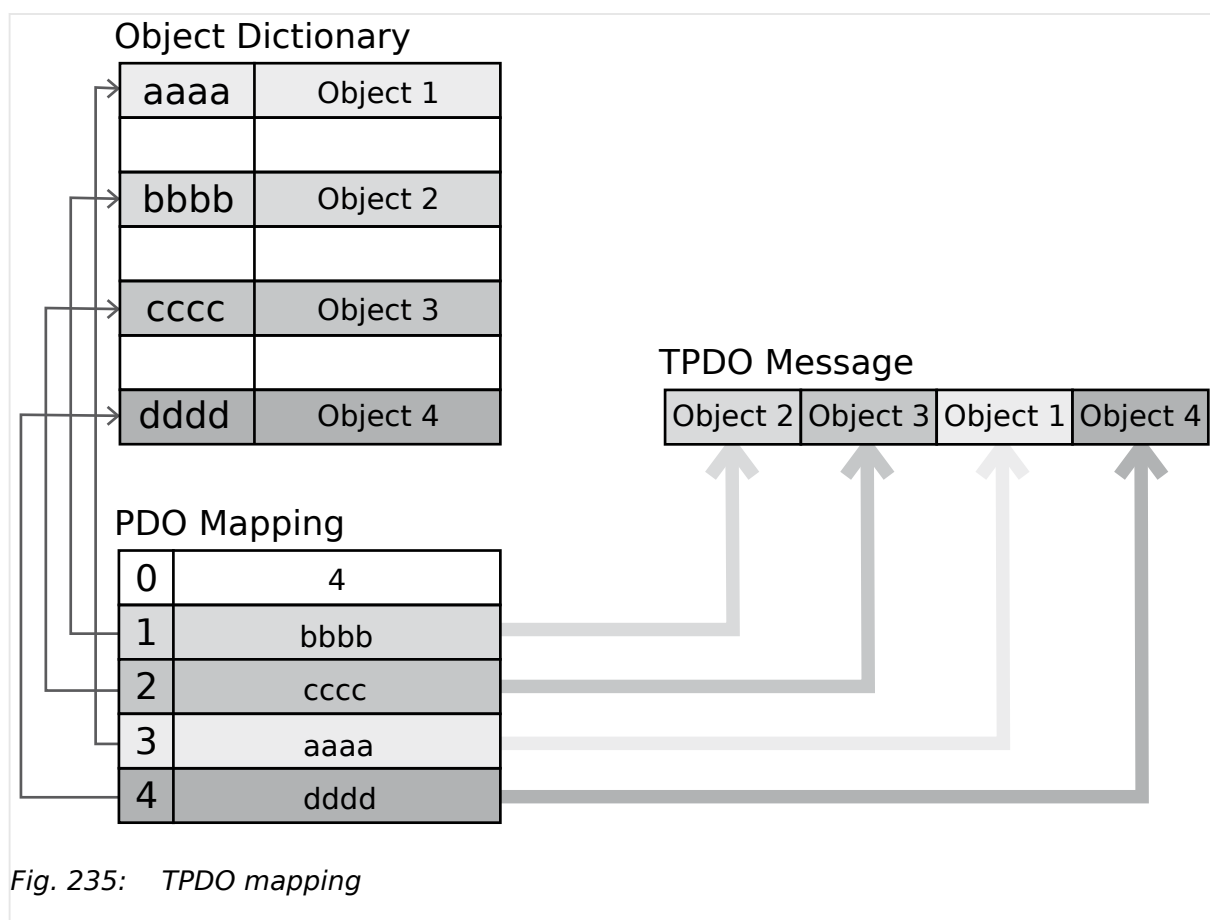 Object Dictionary
aaaa Object 1
bbbb Object 2
cccc Object 3
dddd Object 4
TPDO Message
Object 2 Object 3 Object 1 Object 4
PDO Mapping
0 4
1 bbbb
2 cccc
3 aaaa
4 dddd
Fig. 235: TPDO mapping